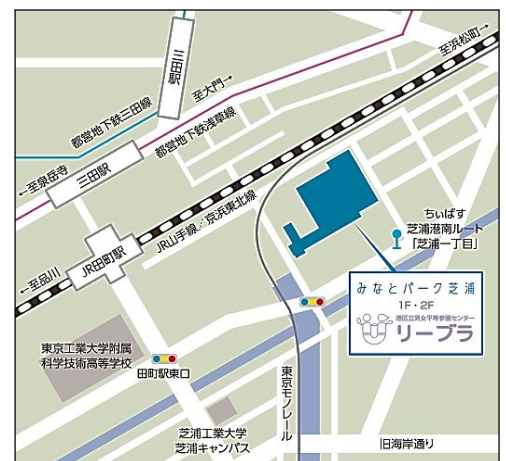 三田駅
至浜松町→
至大門→
都営地下鉄三田線
都営地下鉄浅草線
←至泉岳寺
三田駅
JR山手線／京浜東北線
JR田町駅
←至品川
ちぃばす
芝浦港南ルート
「芝浦一丁目」
みなとパーク芝浦
1F・2F
港区立男女平等参画センター
リーブラ
東京工業大学附属
科学技術高等学校
田町駅東口
東京モノレール
芝浦工業大学
芝浦キャンパス
旧海岸通り